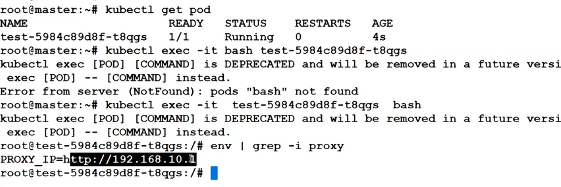 root@master:~# kubectl get pod
NAME READY STATUS RESTARTS AGE
test-5984c89d8f-t8qgs 1/1 Running 0 4s
root@master:~# kubectl exec -it bash test-5984c89d8f-t8qgs
kubectl exec [POD] [COMMAND] is DEPRECATED and will be removed in a future versi
 exec [POD] -- [COMMAND] instead.
Error from server (NotFound): pods "bash" not found
root@master:~# kubectl exec -it  test-5984c89d8f-t8qgs  bash
kubectl exec [POD] [COMMAND] is DEPRECATED and will be removed in a future versi
 exec [POD] -- [COMMAND] instead.
root@test-5984c89d8f-t8qgs:/# env | grep -i proxy
PROXY_IP=http://192.168.10.1
root@test-5984c89d8f-t8qgs:/#